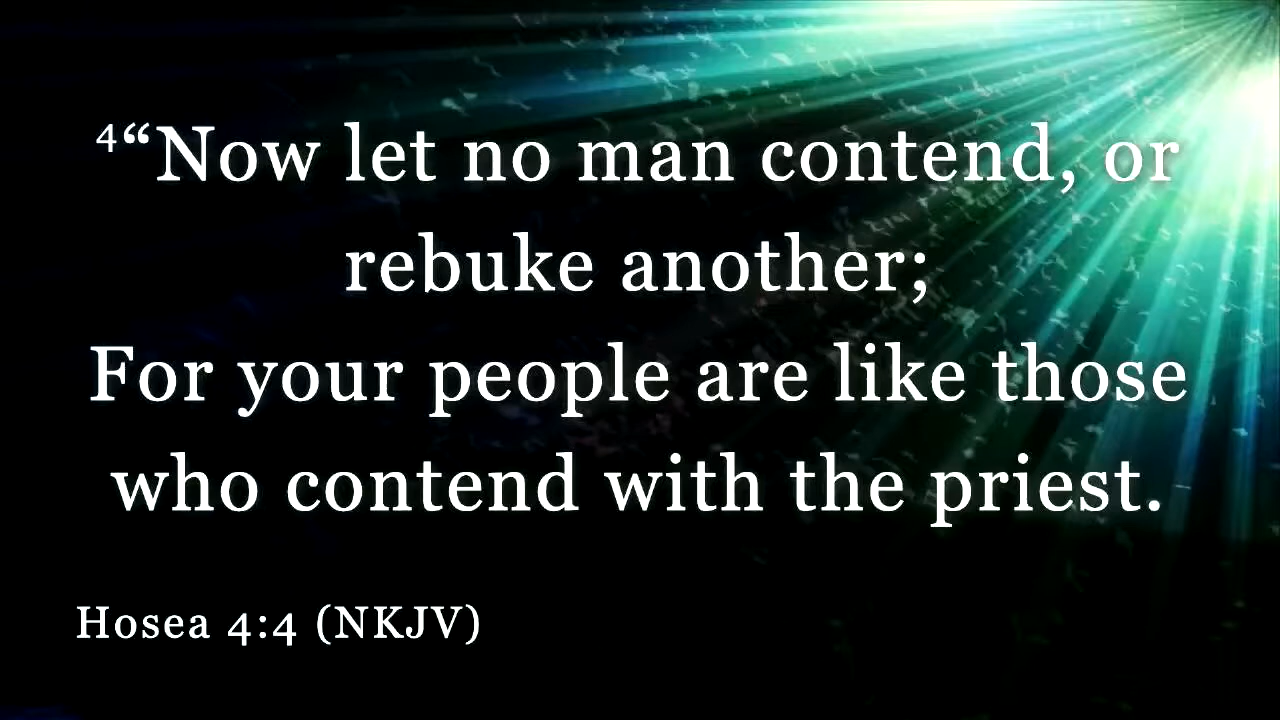 ⁴“Now let no man contend, or
rebuke another;
For your people are like those
who contend with the priest.
Hosea 4:4 (NKJV)